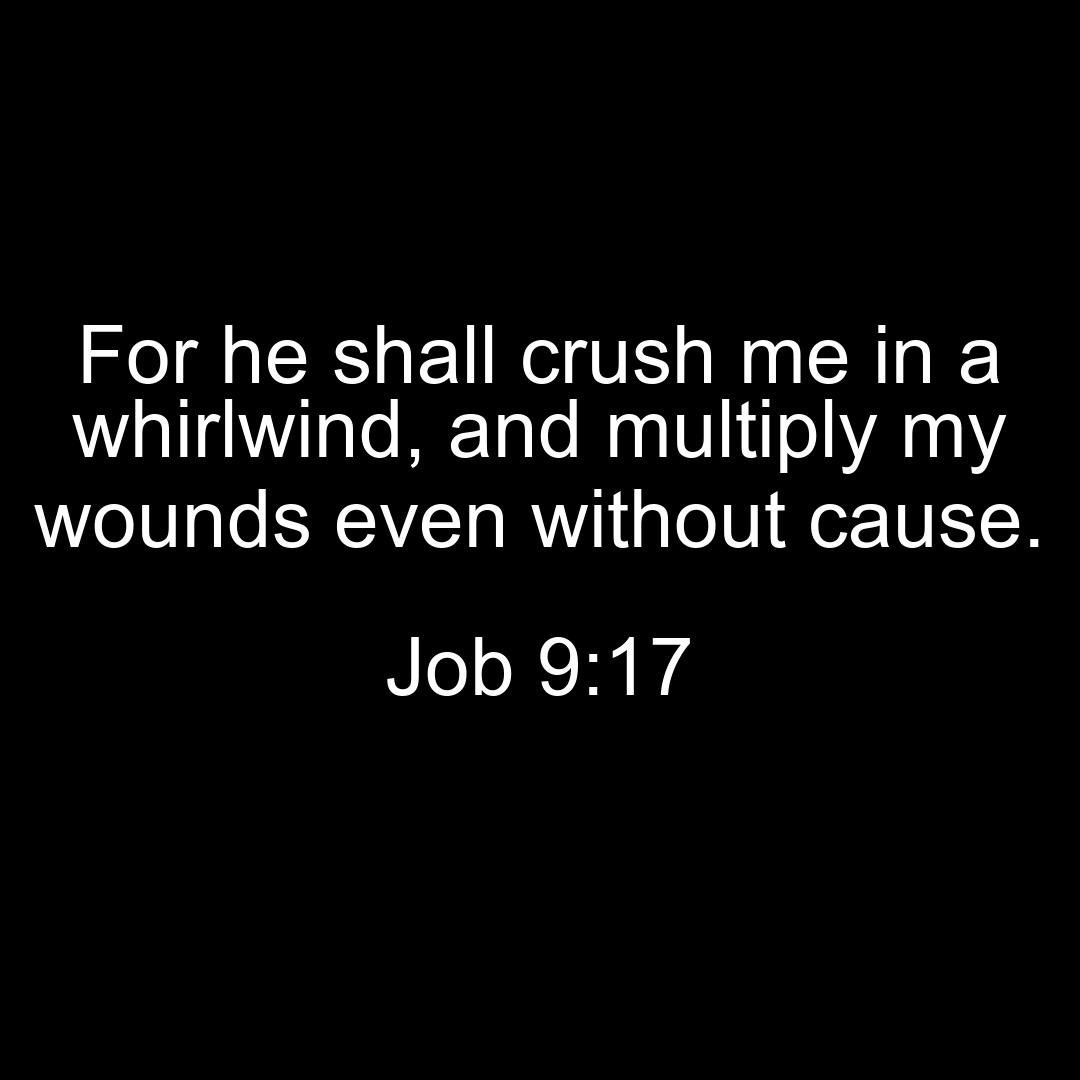 For he shall crush me in a
whirlwind, and multiply my
wounds even without cause.
Job 9:17